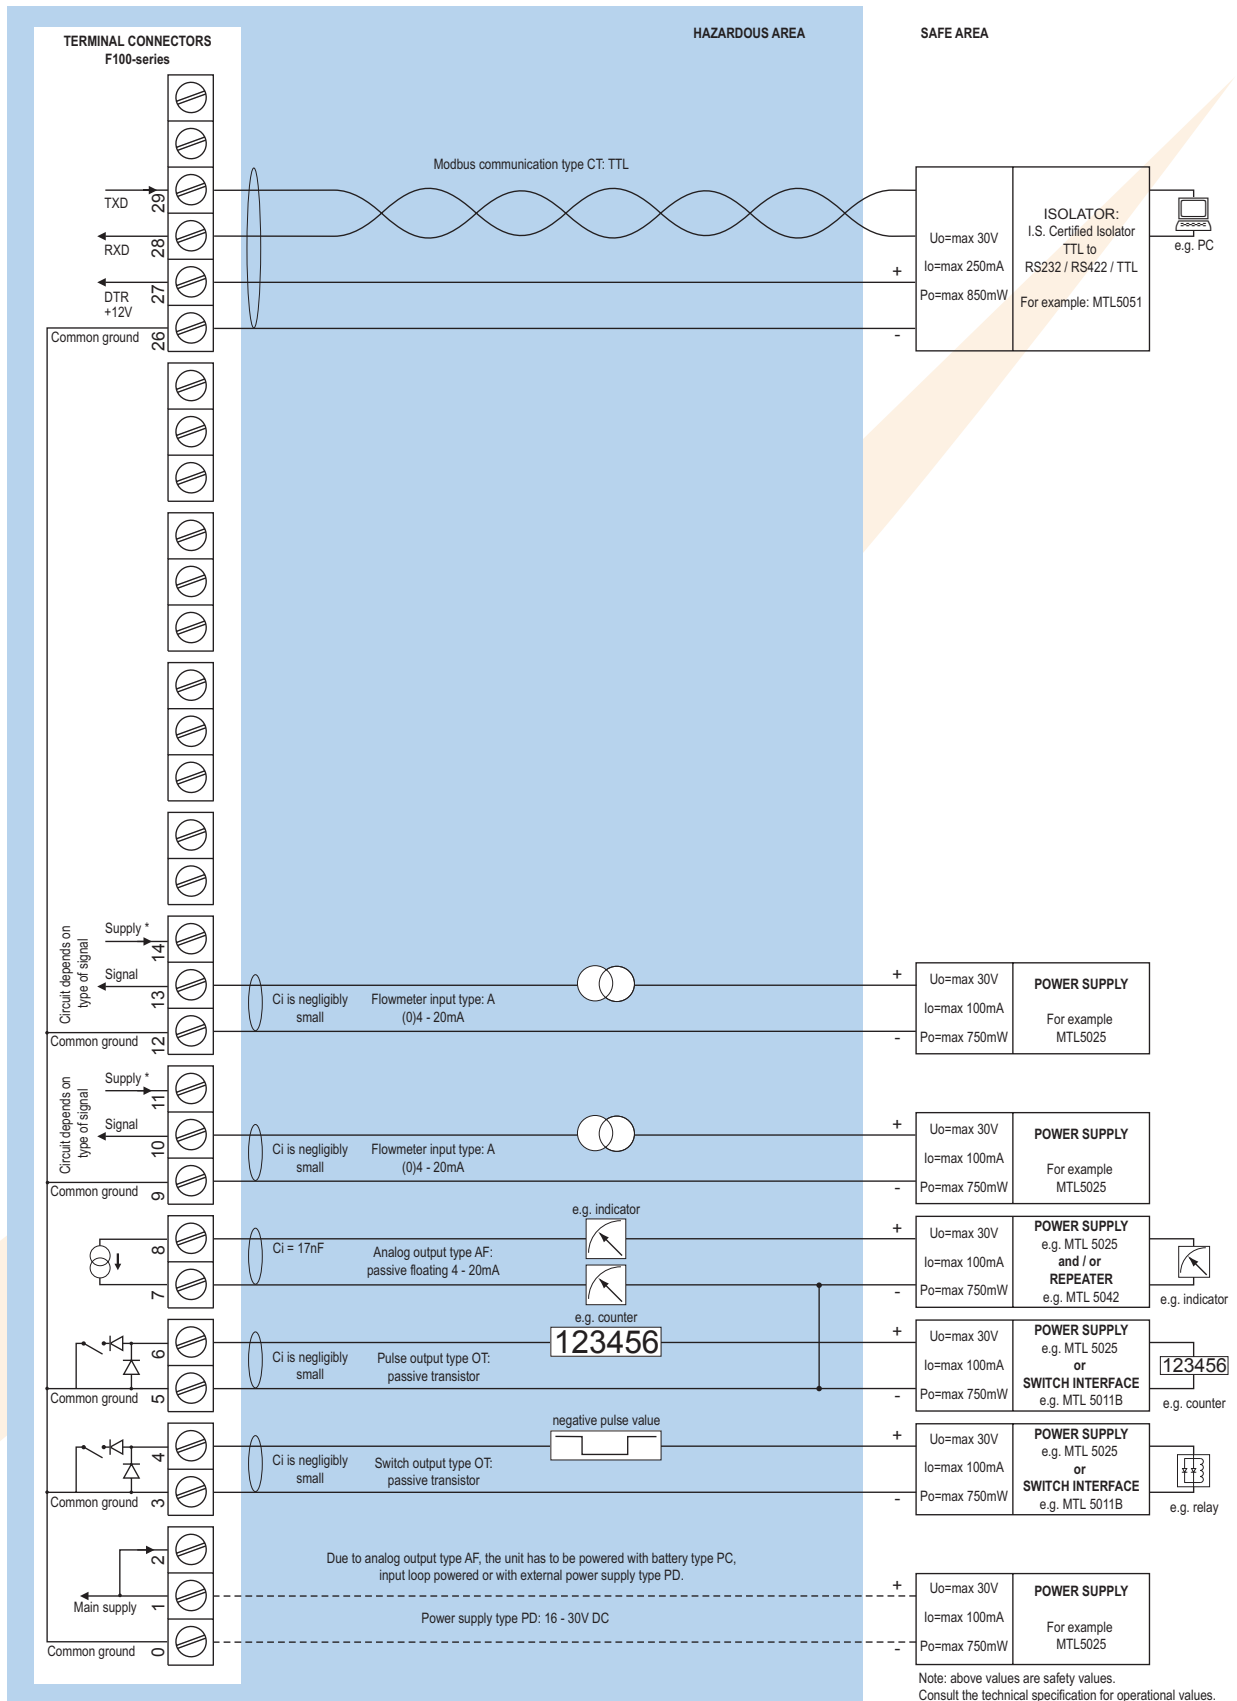 HAZARDOUS AREA
SAFE AREA
TERMINAL CONNECTORS
F100-series
Modbus communication type CT: TTL
TXD
29
RXD
28
DTR
+12V
27
Common ground
26
+
-
Uo=max 30V
Io=max 250mA
Po=max 850mW
ISOLATOR:
I.S. Certified Isolator
TTL to
RS232 / RS422 / TTL
For example: MTL5051
e.g. PC
Circuit depends on
type of signal
Supply *
14
Signal
13
Common ground
12
Ci is negligibly
small
Flowmeter input type: A
(0)4 - 20mA
+
-
Uo=max 30V
Io=max 100mA
Po=max 750mW
POWER SUPPLY
For example
MTL5025
Circuit depends on
type of signal
Supply *
11
Signal
10
Common ground
9
Ci is negligibly
small
Flowmeter input type: A
(0)4 - 20mA
+
-
Uo=max 30V
Io=max 100mA
Po=max 750mW
POWER SUPPLY
For example
MTL5025
8
7
Ci = 17nF
Analog output type AF:
passive floating 4 - 20mA
e.g. indicator
+
-
Uo=max 30V
Io=max 100mA
Po=max 750mW
POWER SUPPLY
e.g. MTL 5025
and / or
REPEATER
e.g. MTL 5042
e.g. indicator
6
Common ground
5
Ci is negligibly
small
Pulse output type OT:
passive transistor
e.g. counter
123456
+
-
Uo=max 30V
Io=max 100mA
Po=max 750mW
POWER SUPPLY
e.g. MTL 5025
or
SWITCH INTERFACE
e.g. MTL 5011B
123456
e.g. counter
4
Common ground
3
Ci is negligibly
small
Switch output type OT:
passive transistor
negative pulse value
+
-
Uo=max 30V
Io=max 100mA
Po=max 750mW
POWER SUPPLY
e.g. MTL 5025
or
SWITCH INTERFACE
e.g. MTL 5011B
e.g. relay
2
Main supply
1
Common ground
0
Due to analog output type AF, the unit has to be powered with battery type PC,
input loop powered or with external power supply type PD.
Power supply type PD: 16 - 30V DC
+
-
Uo=max 30V
Io=max 100mA
Po=max 750mW
POWER SUPPLY
For example
MTL5025
Note: above values are safety values.
Consult the technical specification for operational values.